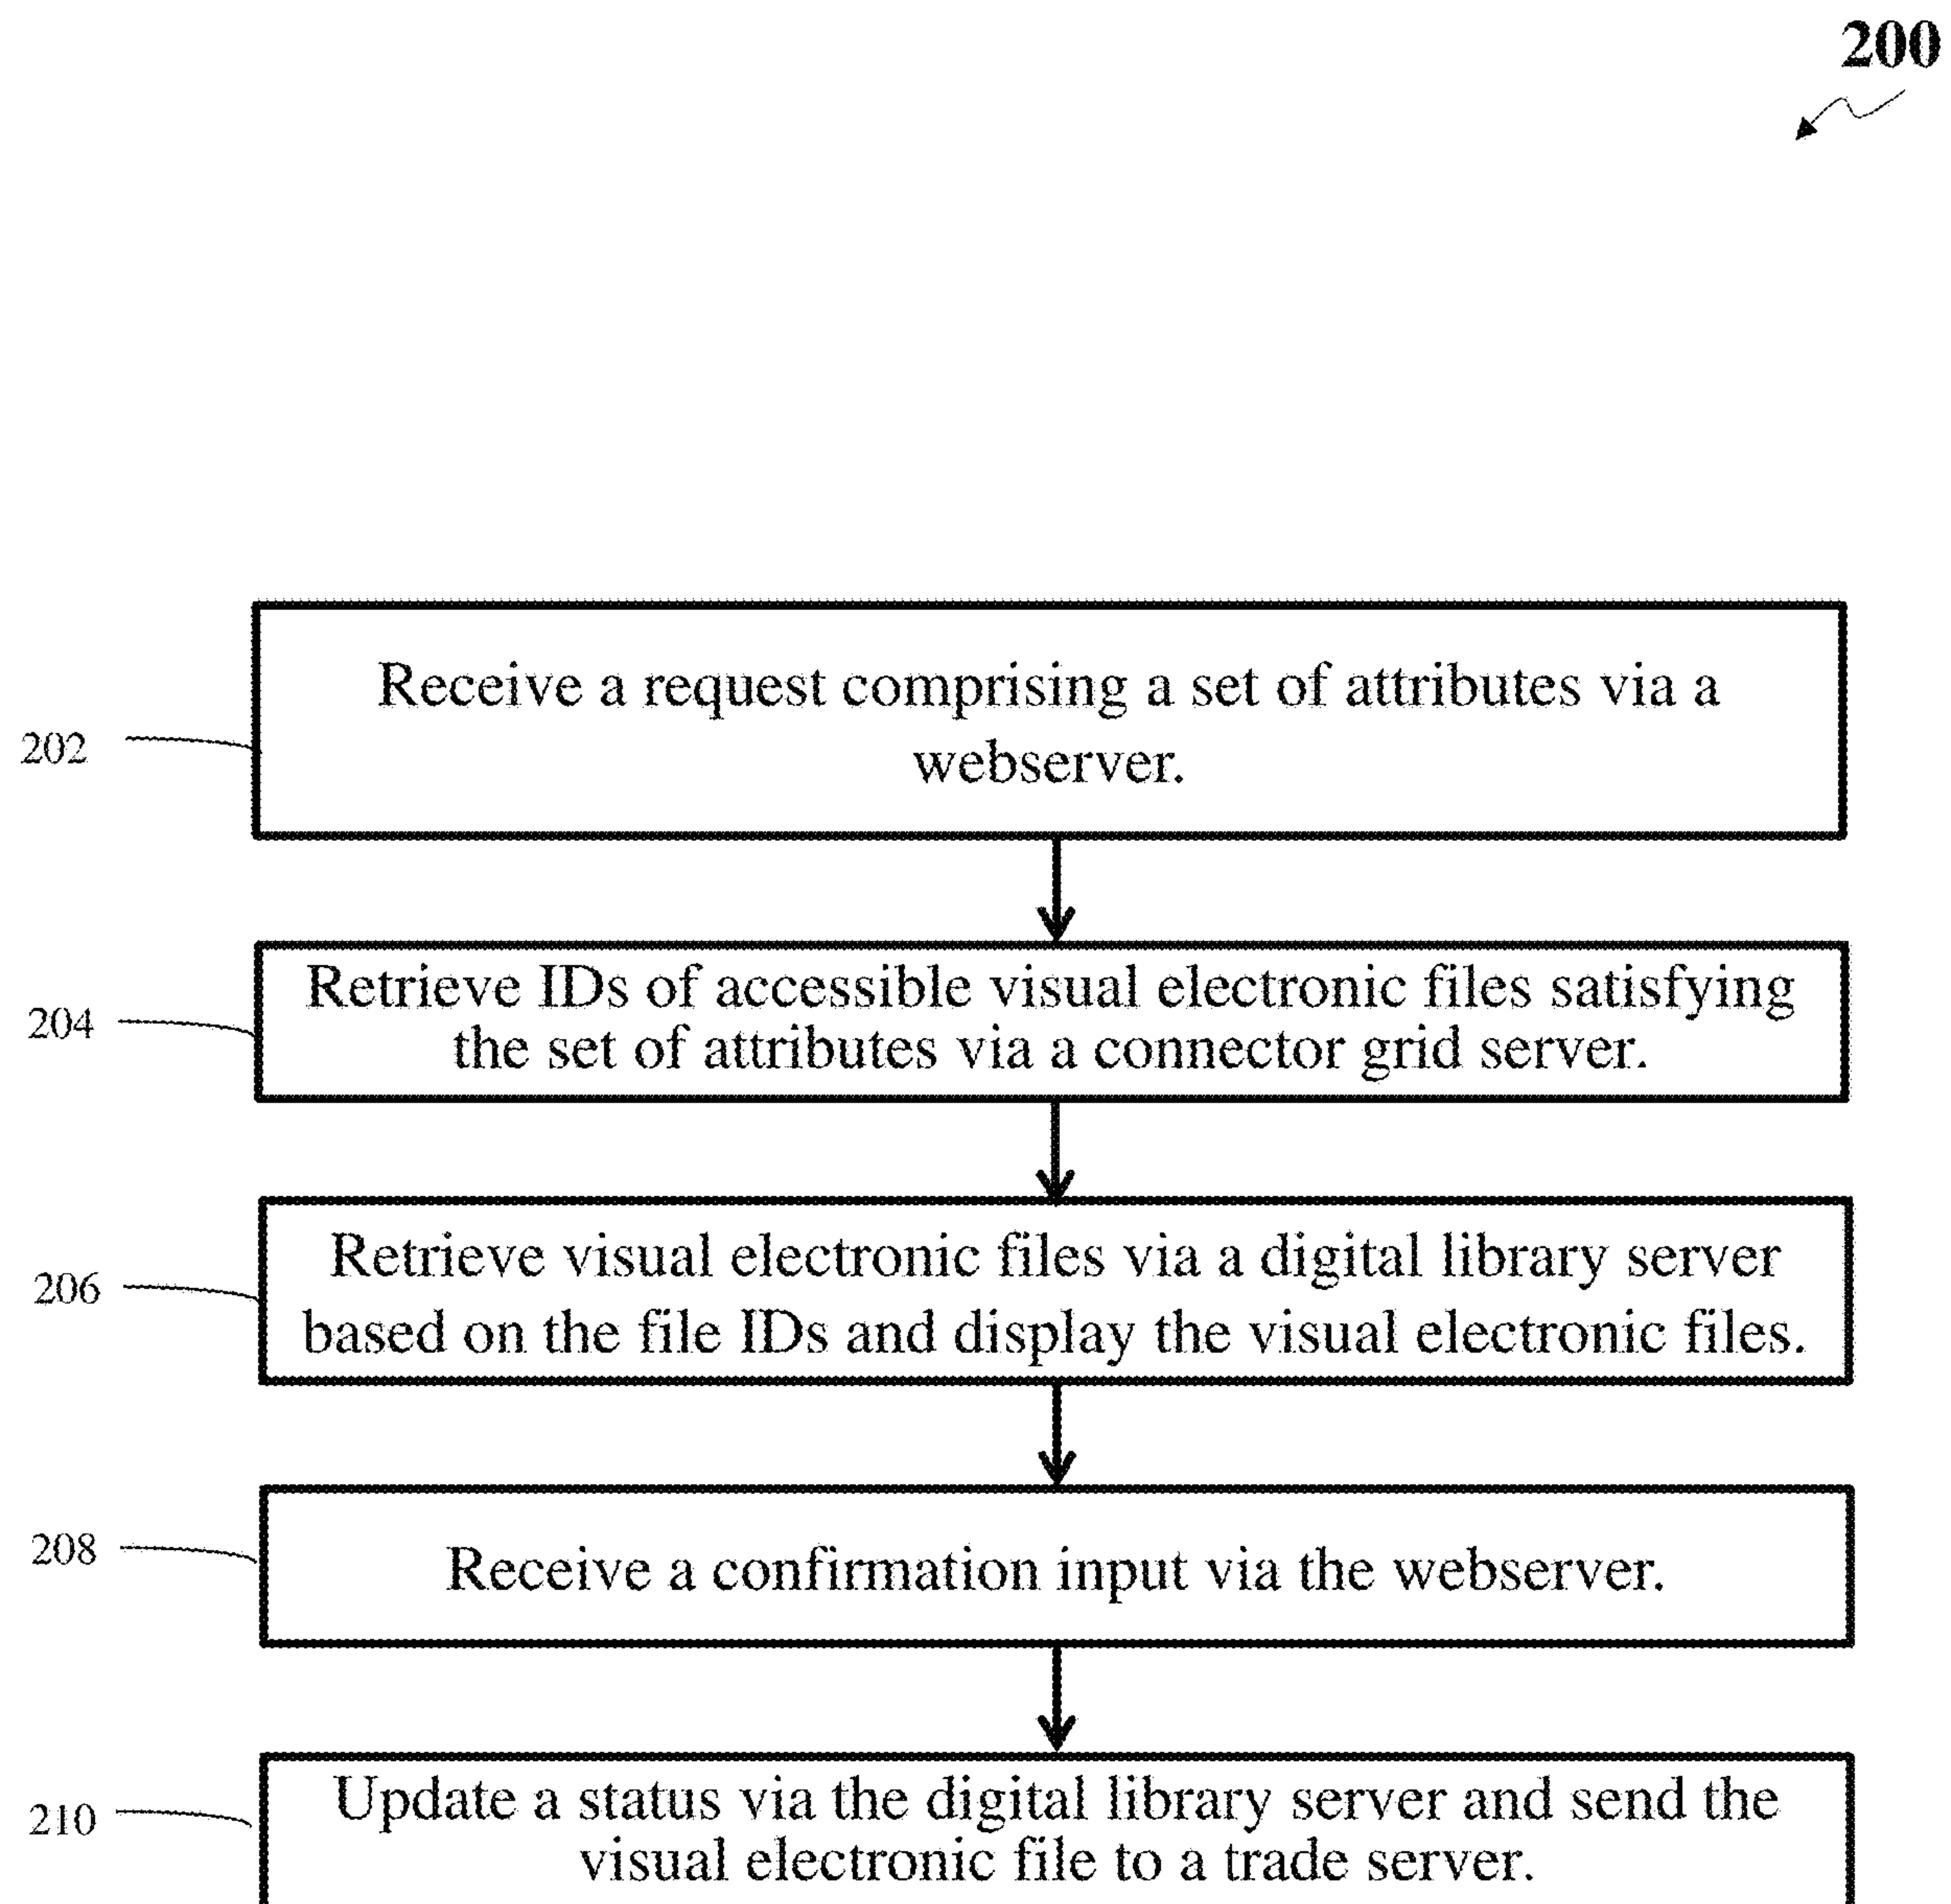 200
202
Receive a request comprising a set of attributes via a
webserver.
204
Retrieve IDs of accessible visual electronic files satisfying
the set of attributes via a connector grid server.
206
Retrieve visual electronic files via a digital library server
based on the file IDs and display the visual electronic files.
208
Receive a confirmation input via the webserver.
210
Update a status via the digital library server and send the
visual electronic file to a trade server.